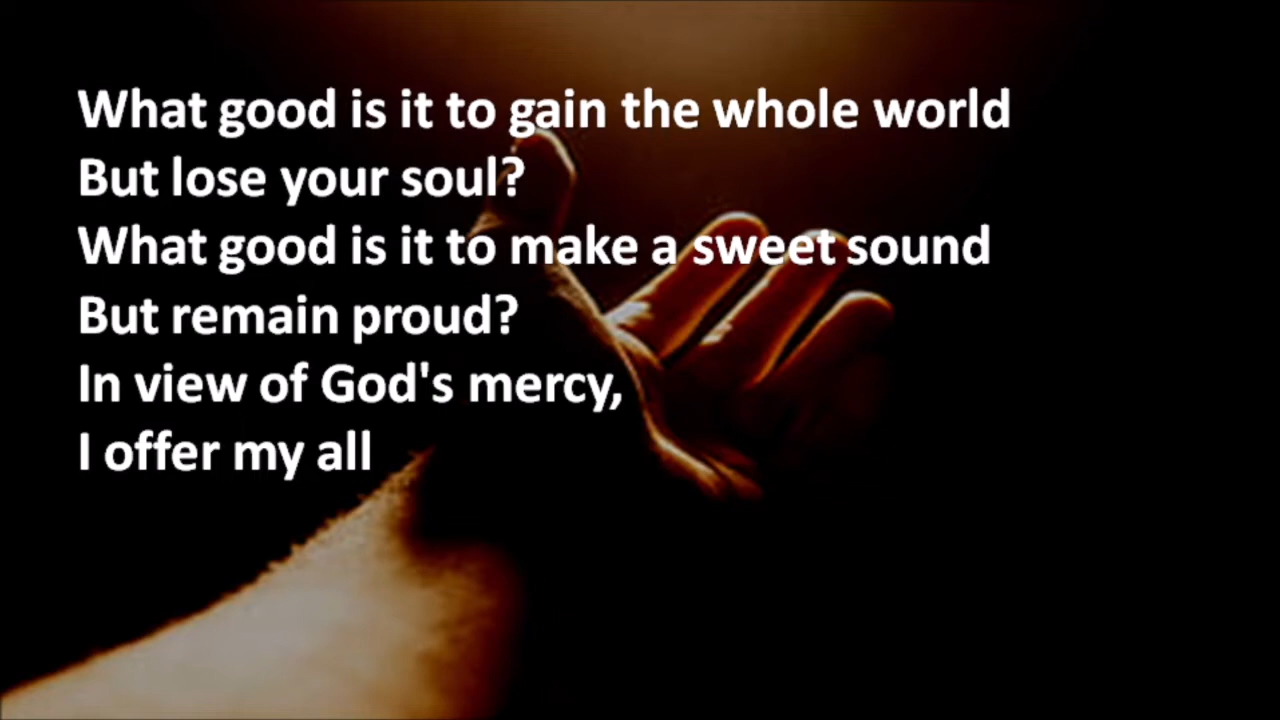 What good is it to gain the whole world
But lose your soul?
What good is it to make a sweet sound
But remain proud?
In view of God's mercy,
I offer my all